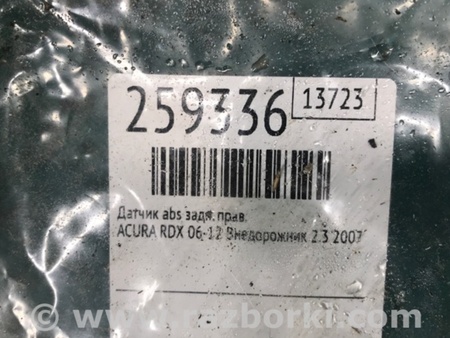 259336
13723
Датчик abs задн. прав.
ACURA RDX 06-12 Внедорожник 2.3 2007
www.razborki.com